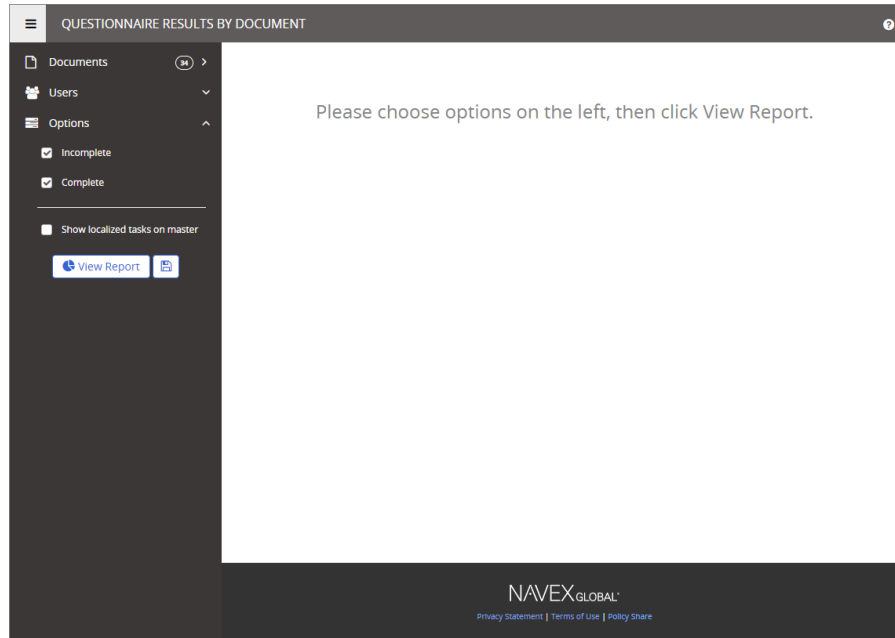 QUESTIONNAIRE RESULTS BY DOCUMENT
Documents 34
Users
Options
Incomplete
Complete
Show localized tasks on master
View Report
Please choose options on the left, then click View Report.
NAVEX GLOBAL
Privacy Statement | Terms of Use | Policy Share